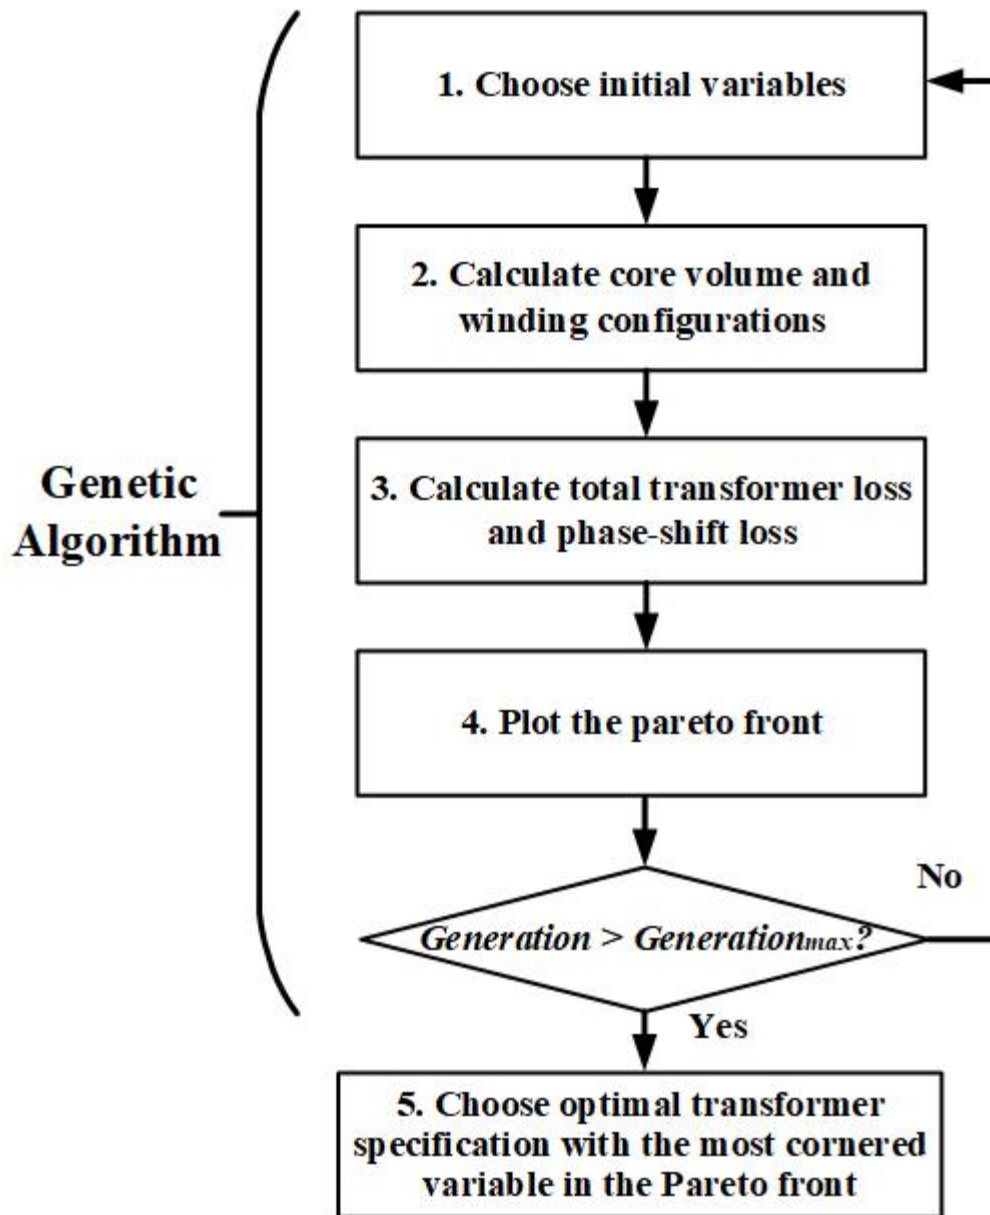 1. Choose initial variables
2. Calculate core volume and
winding configurations
Genetic
Algorithm
3. Calculate total transformer loss
and phase-shift loss
4. Plot the pareto front
No
Generation > Generationmax?
Yes
5. Choose optimal transformer
specification with the most cornered
variable in the Pareto front